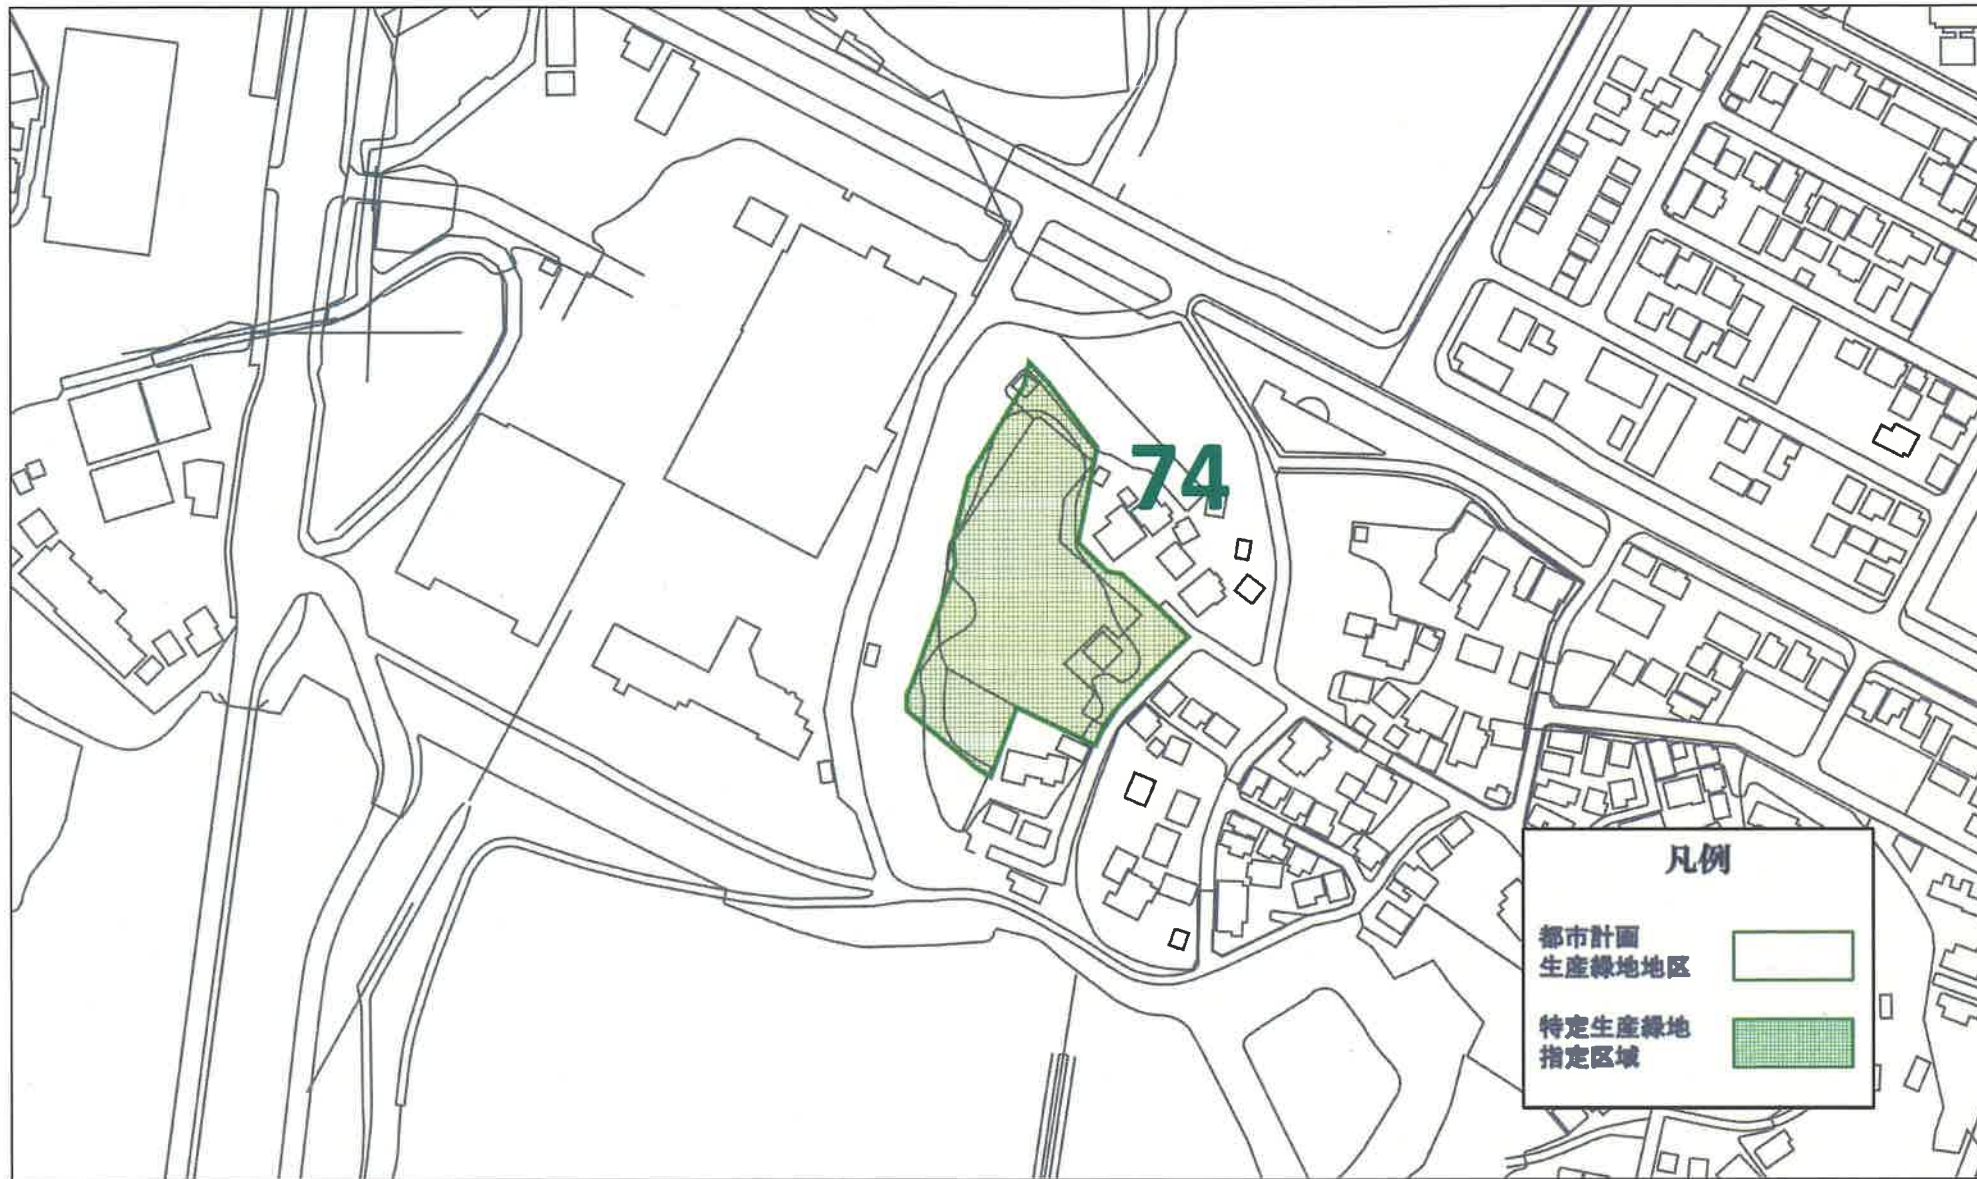 74
凡例
都市計画
生産緑地地区
特定生産緑地
指定区域